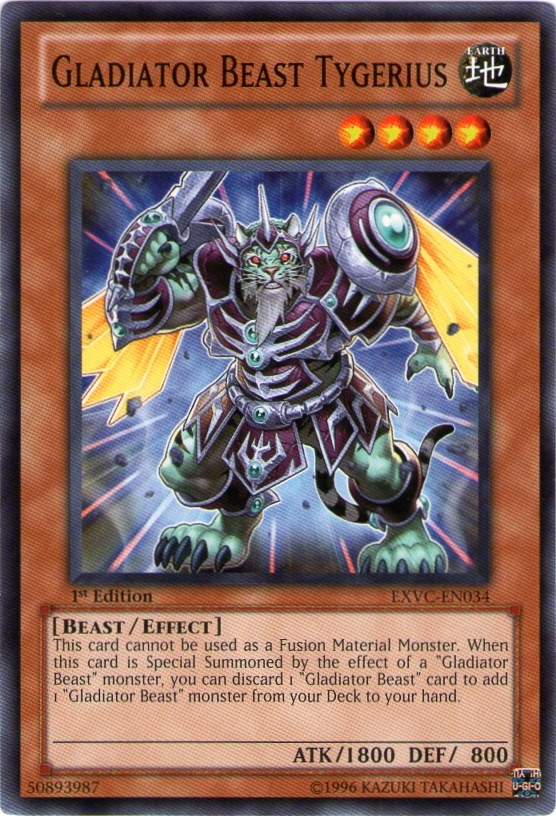 GLADIATOR BEAST TYGERIUS
EARTH
地
1st Edition
EXVC-EN034
[BEAST/EFFECT]
This card cannot be used as a Fusion Material Monster. When
this card is Special Summoned by the effect of a "Gladiator
Beast" monster, you can discard 1 "Gladiator Beast" card to add
1 "Gladiator Beast" monster from your Deck to your hand.
ATK/1800 DEF/ 800
50893987
©1996 KAZUKI TAKAHASHI